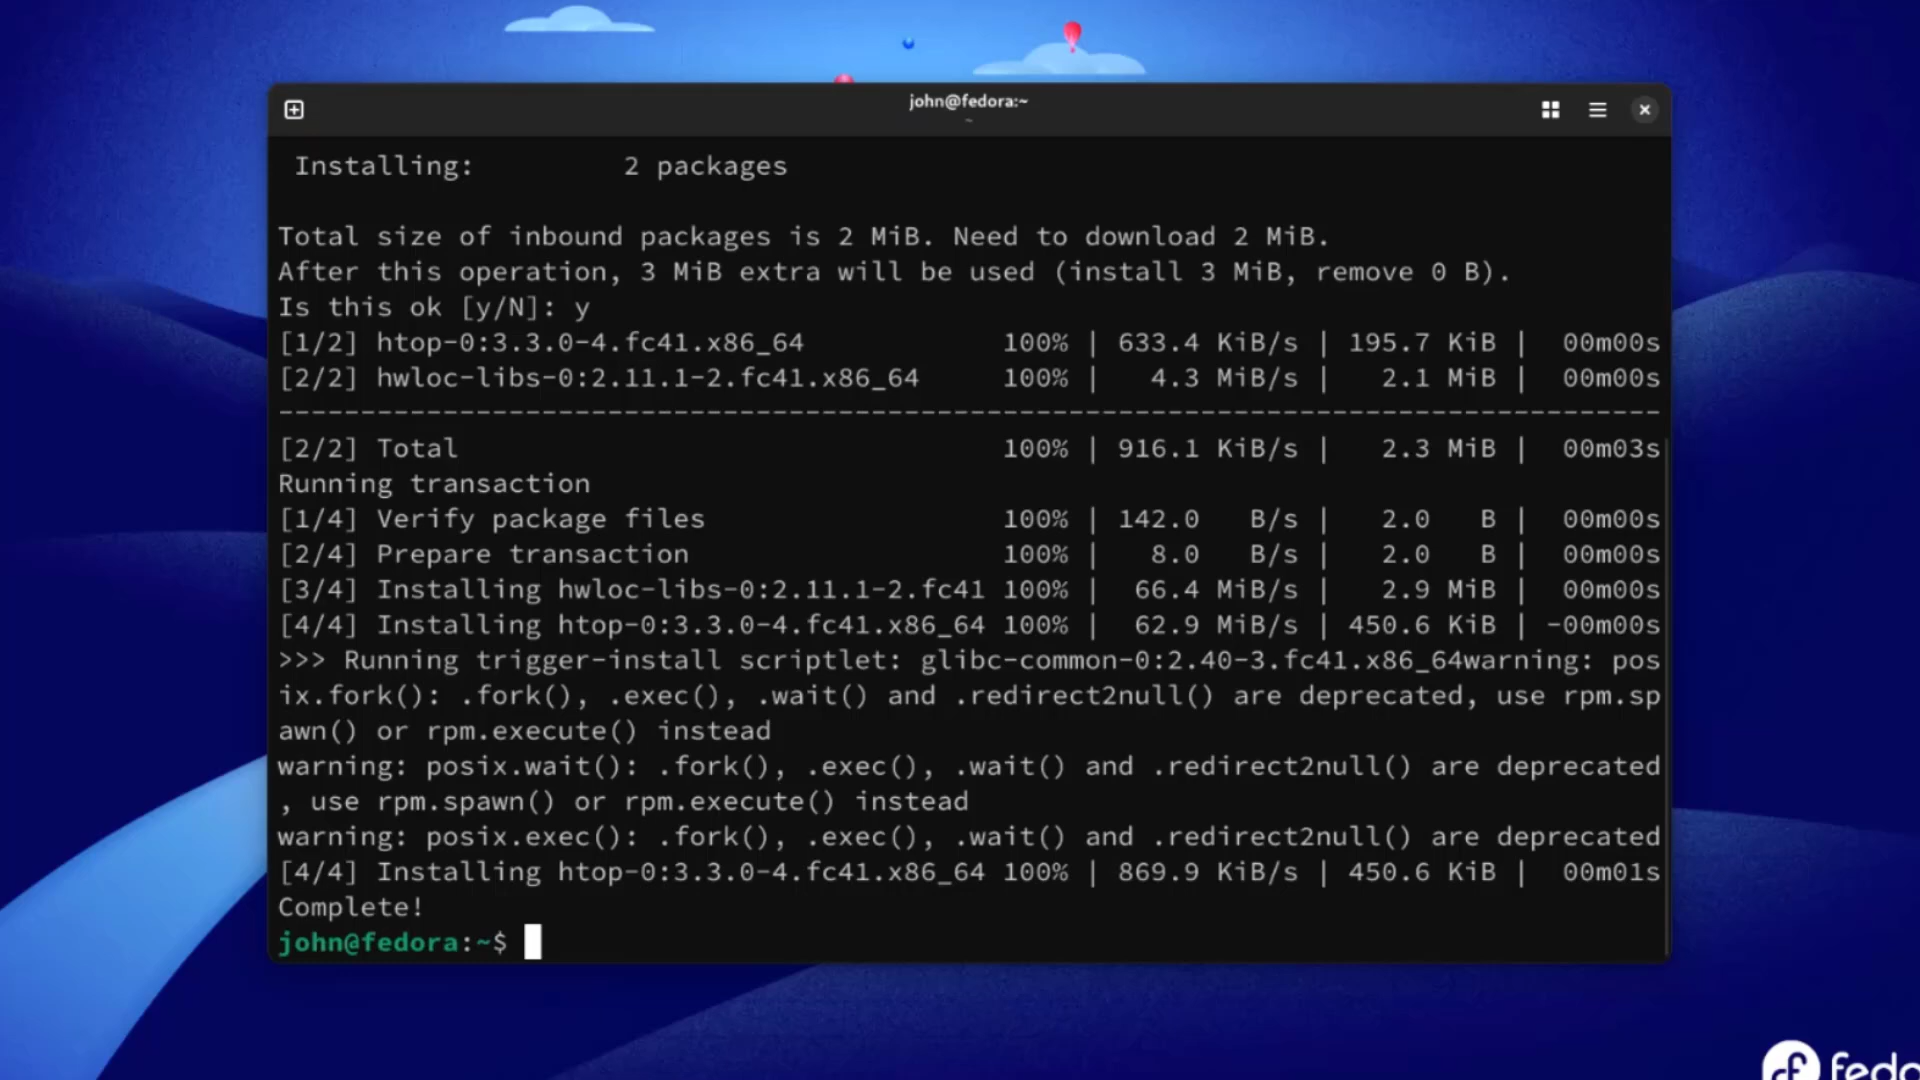 john@fedora:~
~
Installing: 2 packages
Total size of inbound packages is 2 MiB. Need to download 2 MiB.
After this operation, 3 MiB extra will be used (install 3 MiB, remove 0 B).
Is this ok [y/N]: y
[1/2] htop-0:3.3.0-4.fc41.x86_64 100% | 633.4 KiB/s | 195.7 KiB | 00m00s
[2/2] hwloc-libs-0:2.11.1-2.fc41.x86_64 100% | 4.3 MiB/s | 2.1 MiB | 00m00s
------------------------------------------------------------------------------------
[2/2] Total 100% | 916.1 KiB/s | 2.3 MiB | 00m03s
Running transaction
[1/4] Verify package files 100% | 142.0 B/s | 2.0 B | 00m00s
[2/4] Prepare transaction 100% | 8.0 B/s | 2.0 B | 00m00s
[3/4] Installing hwloc-libs-0:2.11.1-2.fc41 100% | 66.4 MiB/s | 2.9 MiB | 00m00s
[4/4] Installing htop-0:3.3.0-4.fc41.x86_64 100% | 62.9 MiB/s | 450.6 KiB | -00m00s
>>> Running trigger-install scriptlet: glibc-common-0:2.40-3.fc41.x86_64warning: pos
ix.fork(): .fork(), .exec(), .wait() and .redirect2null() are deprecated, use rpm.sp
awn() or rpm.execute() instead
warning: posix.wait(): .fork(), .exec(), .wait() and .redirect2null() are deprecated
, use rpm.spawn() or rpm.execute() instead
warning: posix.exec(): .fork(), .exec(), .wait() and .redirect2null() are deprecated
[4/4] Installing htop-0:3.3.0-4.fc41.x86_64 100% | 869.9 KiB/s | 450.6 KiB | 00m01s
Complete!
john@fedora:~$
fedo